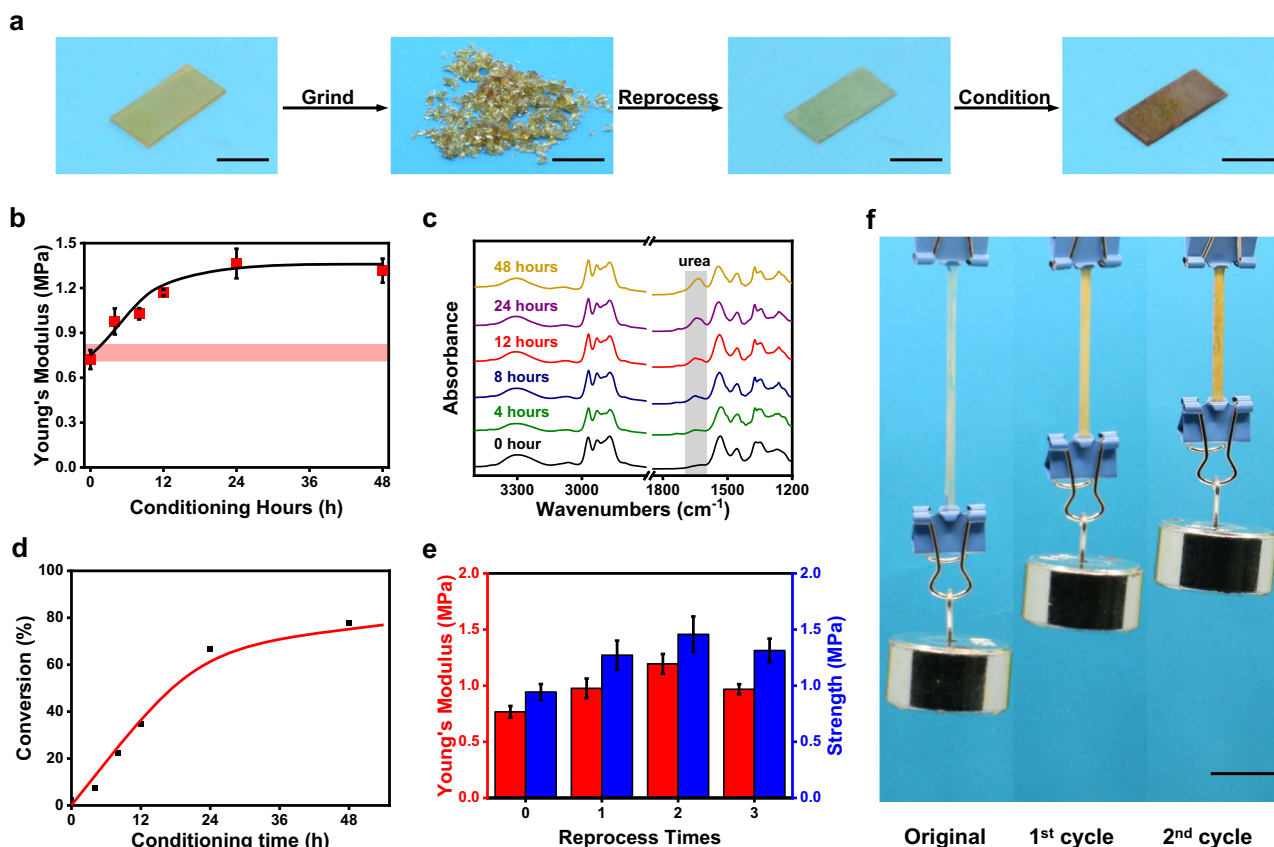 a
Grind
Reprocess
Condition
b
Young's Modulus (MPa)
1.5
1.2
0.9
0.6
0.3
0.0
0 12 24 36 48
Conditioning Hours (h)
c
Absorbance
urea
48 hours
24 hours
12 hours
8 hours
4 hours
0 hour
3300 3000 1800 1500 1200
Wavenumbers (cm⁻¹)
d
Conversion (%)
100
80
60
40
20
0
0 12 24 36 48
Conditioning time (h)
e
Young's Modulus (MPa)
2.0
1.5
1.0
0.5
0.0
0 1 2 3
Reprocess Times
2.0
1.5
1.0
0.5
0.0
Strength (MPa)
f
Original 1st cycle 2nd cycle